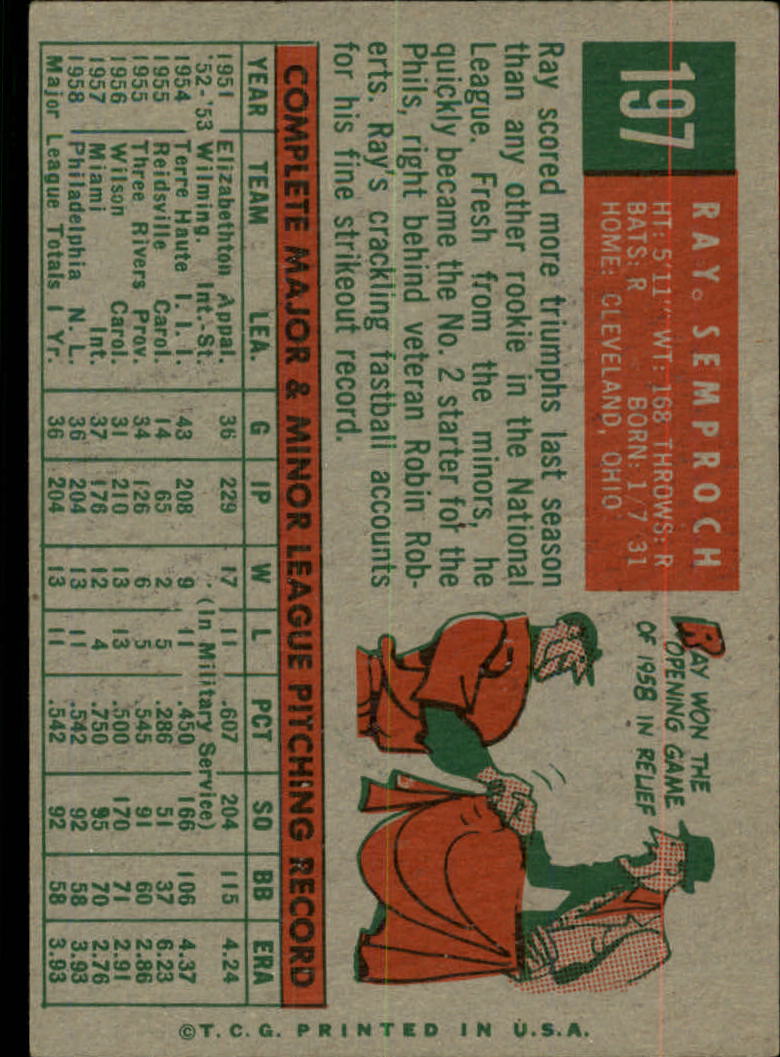 197
RAY SEMPROCH
HT: 5'11" WT: 168 THROWS: R
BATS: R BORN: 1/7/31
HOME: CLEVELAND, OHIO
Ray scored more triumphs last season
than any other rookie in the National
League. Fresh from the minors, he
quickly became the No. 2 starter for the
Phils, right behind veteran Robin Rob-
erts. Ray's crackling fastball accounts
for his fine strikeout record.
RAY WON THE
OPENING GAME
OF 1958 IN RELIEF
COMPLETE MAJOR & MINOR LEAGUE PITCHING RECORD
YEAR TEAM LEA. G IP W L PCT SO BB ERA
1951 Elizabethton Appal. 36 229 17 11 .607 204 115 4.24
'52-'53 Wilming. Int.-St. (In Military Service)
1954 Terre Haute I. I. I. 43 208 9 11 .450 166 106 4.37
1955 Reidsville Carol. 14 65 2 5 .286 51 37 6.23
1955 Three Rivers Prov. 34 126 6 5 .545 91 60 2.86
1956 Wilson Carol. 31 210 13 13 .500 170 71 2.91
1957 Miami Int. 37 176 12 4 .750 95 70 2.76
1958 Philadelphia N. L. 36 204 13 11 .542 92 58 3.93
Major League Totals 1 Yr. 36 204 13 11 .542 92 58 3.93
©T. C. G. PRINTED IN U.S.A.